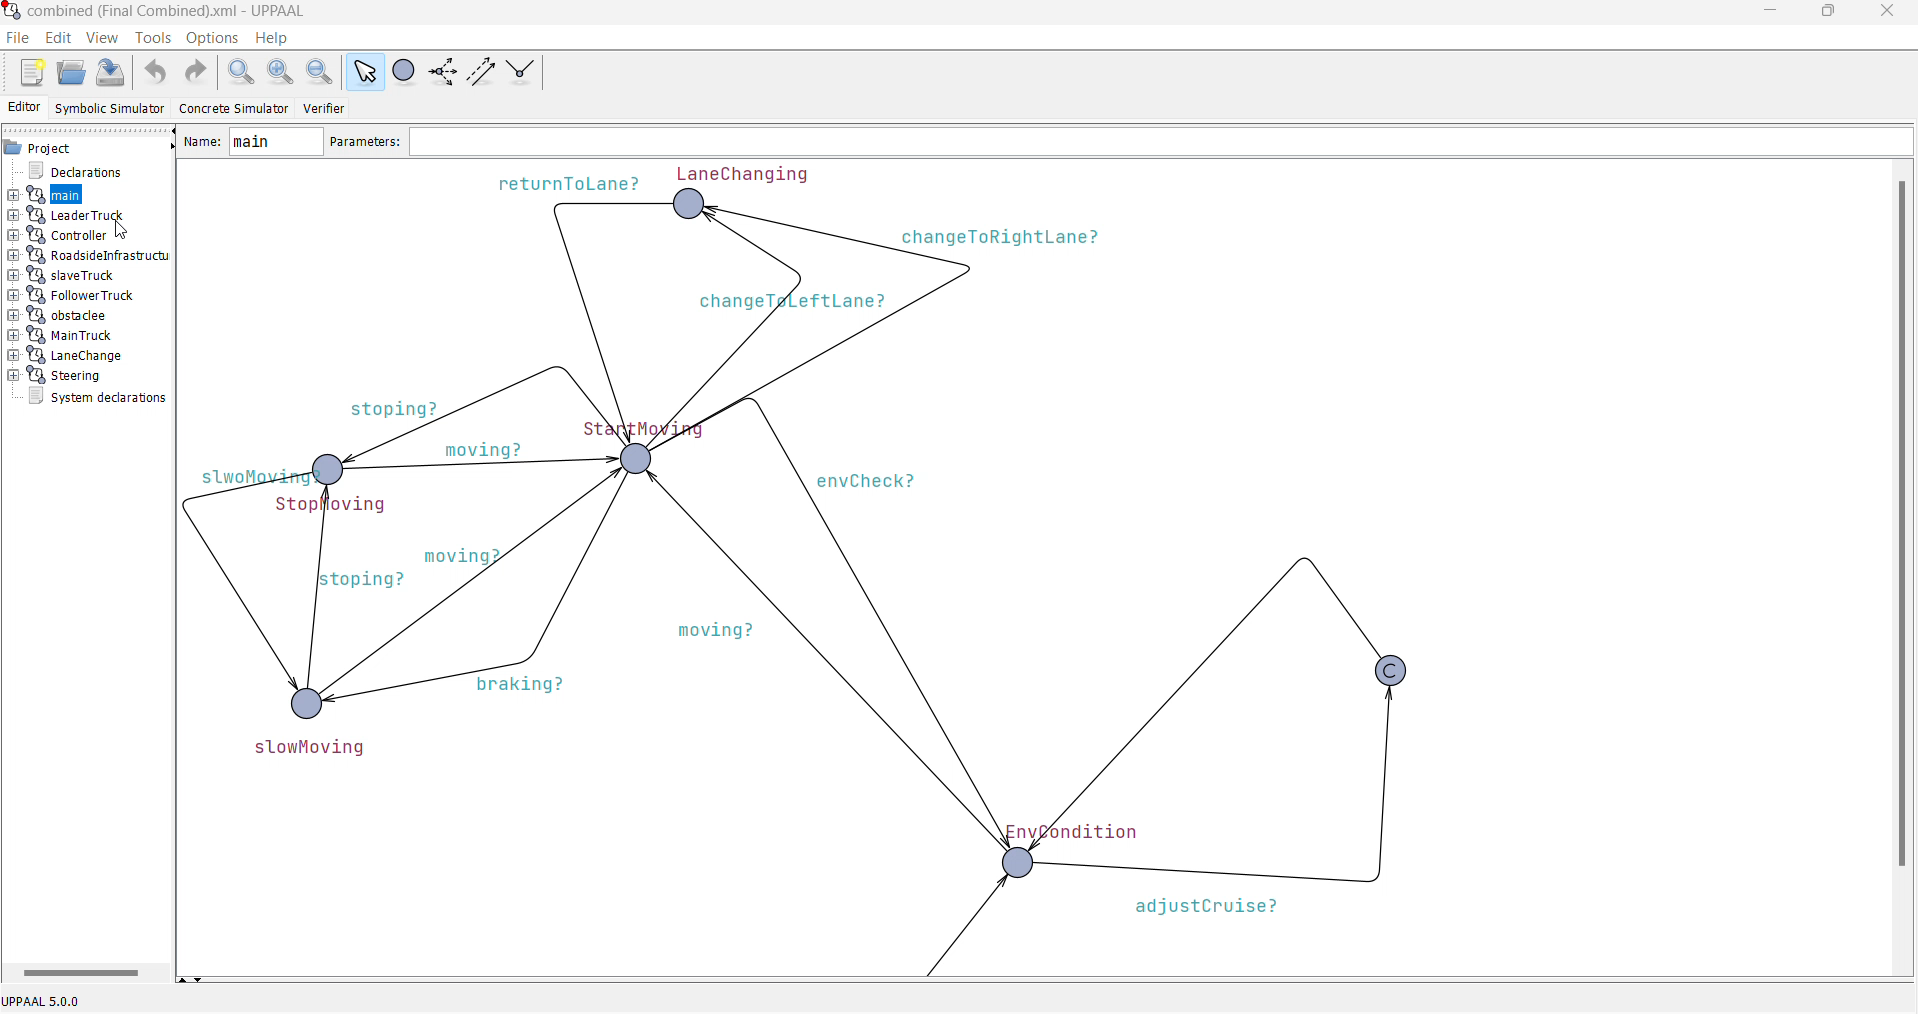 combined (Final Combined).xml - UPPAAL
File Edit View Tools Options Help
Editor Symbolic Simulator Concrete Simulator Verifier
Name: main Parameters:
Project
Declarations
main
LeaderTruck
Controller
RoadsideInfrastructu
slaveTruck
FollowerTruck
obstaclee
MainTruck
LaneChange
Steering
System declarations
LaneChanging
returnToLane?
changeToRightLane?
changeToLeftLane?
stoping?
StartMoving
moving?
slwoMoving?
envCheck?
StopMoving
moving?
stoping?
moving?
braking?
C
slowMoving
EnvCondition
adjustCruise?
UPPAAL 5.0.0